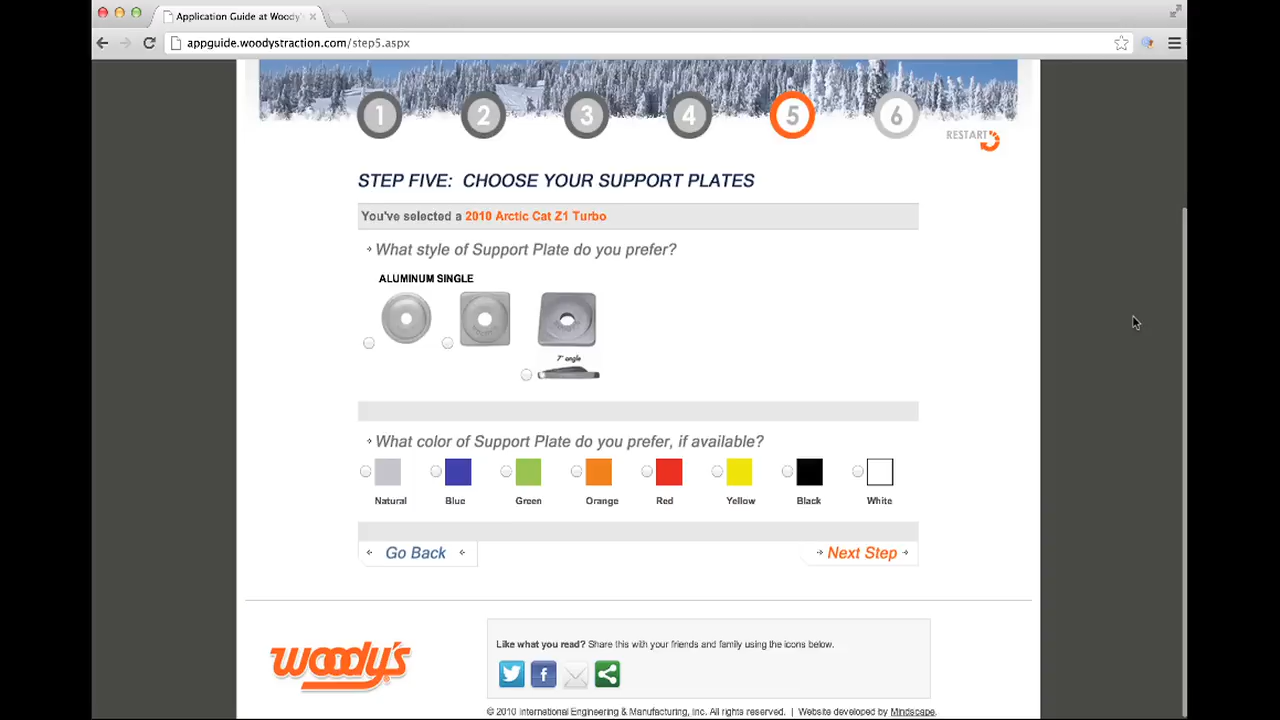 Application Guide at Woody's
appguide.woodystraction.com/step5.aspx
1 2 3 4 5 6
RESTART
STEP FIVE: CHOOSE YOUR SUPPORT PLATES
You've selected a 2010 Arctic Cat Z1 Turbo
What style of Support Plate do you prefer?
ALUMINUM SINGLE
7° angle
What color of Support Plate do you prefer, if available?
Natural Blue Green Orange Red Yellow Black White
Go Back
Next Step
woody's
Like what you read? Share this with your friends and family using the icons below.
© 2010 International Engineering & Manufacturing, Inc. All rights reserved. | Website developed by Mindscape.